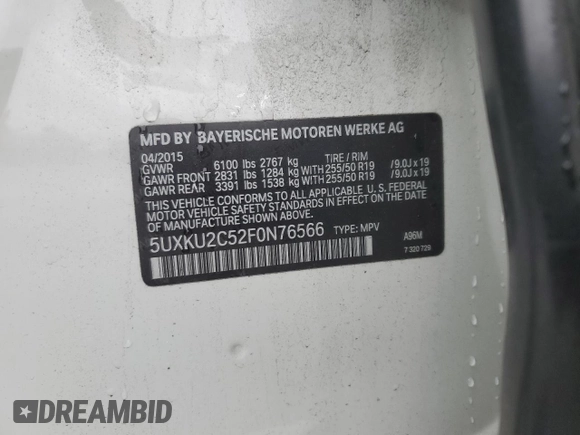 MFD BY BAYERISCHE MOTOREN WERKE AG
04/2015
GVWR 6100 lbs 2767 kg TIRE / RIM
GAWR FRONT 2831 lbs 1284 kg WITH 255/50 R19 /9.0J x 19
GAWR REAR 3391 lbs 1538 kg WITH 255/50 R19 /9.0J x 19
THIS VEHICLE CONFORMS TO ALL APPLICABLE U. S. FEDERAL
MOTOR VEHICLE SAFETY STANDARDS IN EFFECT ON THE
DATE OF MANUFACTURE SHOWN ABOVE.
5UXKU2C52F0N76566 TYPE: MPV
A96M
7 320 729
DREAMBID